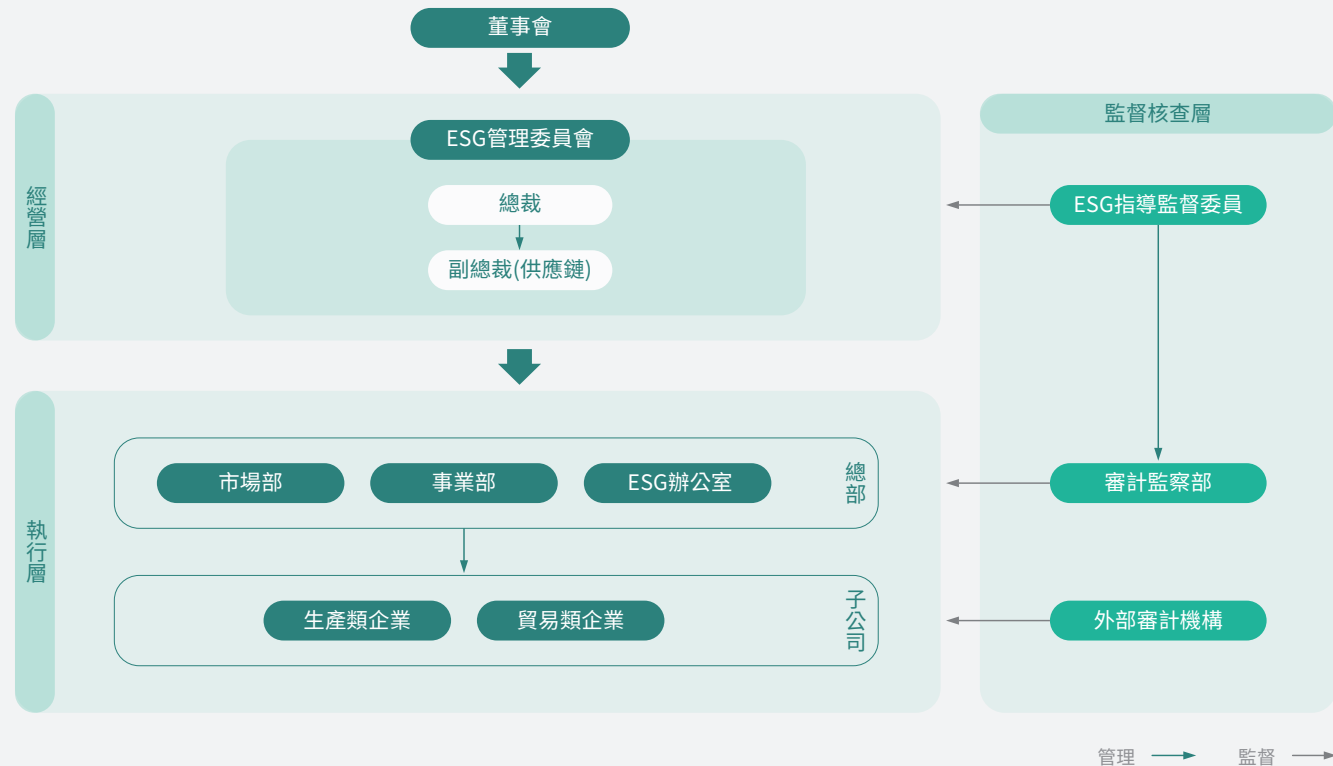 董事會
經營層
ESG管理委員會
總裁
副總裁(供應鏈)
監督核查層
ESG指導監督委員
執行層
市場部
事業部
ESG辦公室
總部
審計監察部
生產類企業
貿易類企業
子公司
外部審計機構
管理
監督